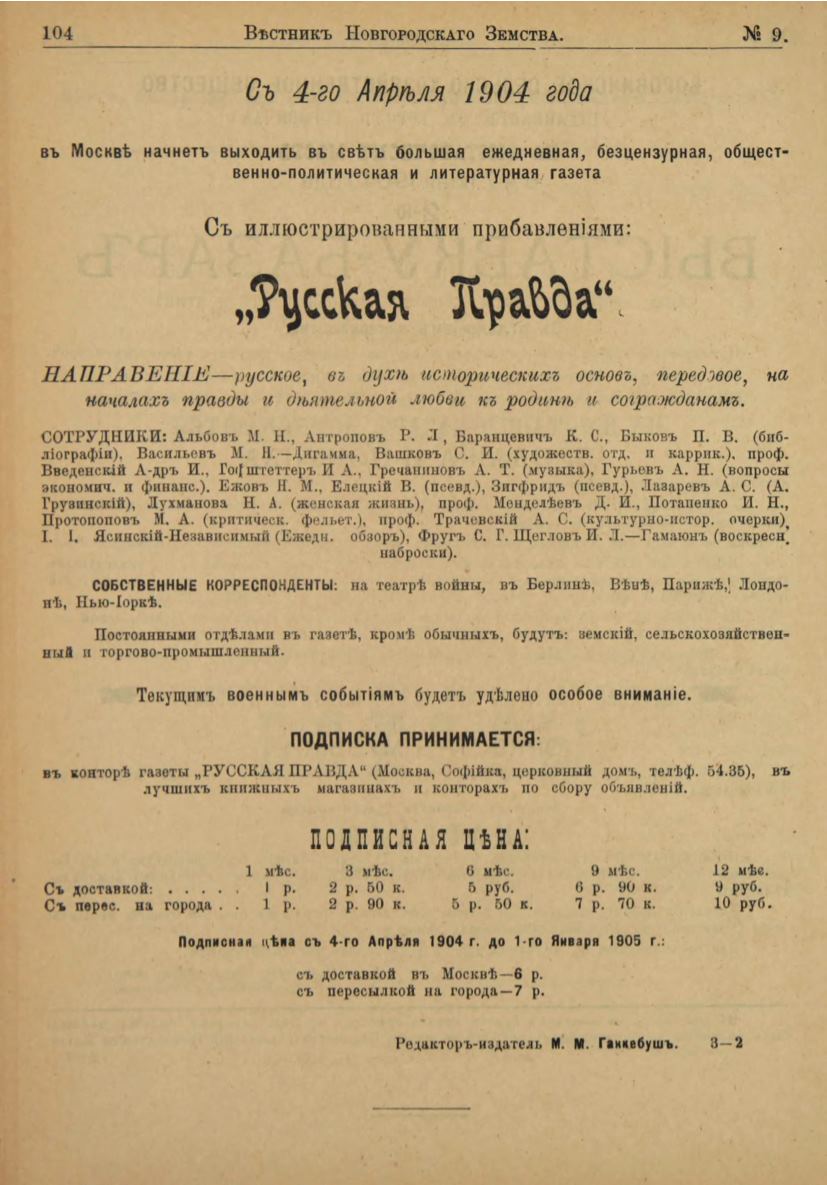 104 Вѣстникъ Новгородскаго Земства. № 9.
Съ 4-го Апрѣля 1904 года
въ Москвѣ начнетъ выходить въ свѣтъ большая ежедневная, безцензурная, общест-
венно-политическая и литературная газета
Съ иллюстрированными прибавленіями:
„Русская Правда“.
НАПРАВЕНІЕ—русское, въ духѣ историческихъ основъ, передовое, на
началахъ правды и дѣятельной любви къ родинѣ и согражданамъ.
СОТРУДНИКИ: Альбовъ М. Н., Антроповъ Р. Л, Баранцевичъ К. С., Быковъ П. В. (биб-
ліографіи), Васильевъ М. Н.—Дигамма, Вашковъ С. И. (художеств. отд. и каррик.), проф.
Введенскій А-дръ И., Гофштеттеръ И А., Гречаниновъ А. Т. (музыка), Гурьевъ А. Н. (вопросы
экономич. и финанс.), Ежовъ Н. М., Елецкій В. (псевд.), Зигфридъ (псевд.), Лазаревъ А. С. (А.
Грузинскій), Лухманова Н. А. (женская жизнь), проф. Менделѣевъ Д. И., Потапенко И. Н.,
Протопоповъ М. А. (критическ. фельет.), проф. Трачевскій А. С. (культурно-истор. очерки),
I. I. Ясинскій-Независимый (Ежедн. обзоръ), Фругъ С. Г. Щегловъ И. Л.—Гамаюнъ (воскресн.
наброски).
СОБСТВЕННЫЕ КОРРЕСПОНДЕНТЫ: на театрѣ войны, въ Берлинѣ, Вѣнѣ, Парижѣ, Лондо-
нѣ, Нью-Іоркѣ.
Постоянными отдѣлами въ газетѣ, кромѣ обычныхъ, будутъ: земскій, сельскохозяйствен-
ный и торгово-промышленный.
Текущимъ военнымъ событіямъ будетъ удѣлено особое вниманіе.
ПОДПИСКА ПРИНИМАЕТСЯ:
въ конторѣ газеты „РУССКАЯ ПРАВДА“ (Москва, Софійка, церковный домъ, телѣф. 54.35), въ
лучшихъ книжныхъ магазинахъ и конторахъ по сбору объявленій.
ПОДПИСНАЯ ЦѢНА:
1 мѣс. 3 мѣс. 6 мѣс. 9 мѣс. 12 мѣс.
Съ доставкой: . . . . . 1 р. 2 р. 50 к. 5 руб. 6 р. 90 к. 9 руб.
Съ перес. на города . . 1 р. 2 р. 90 к. 5 р. 50 к. 7 р. 70 к. 10 руб.
Подписная цѣна съ 4-го Апрѣля 1904 г. до 1-го Января 1905 г.:
съ доставкой въ Москвѣ—6 р.
съ пересылкой на города—7 р.
Редакторъ-издатель М. М. Ганкебушъ. 3—2